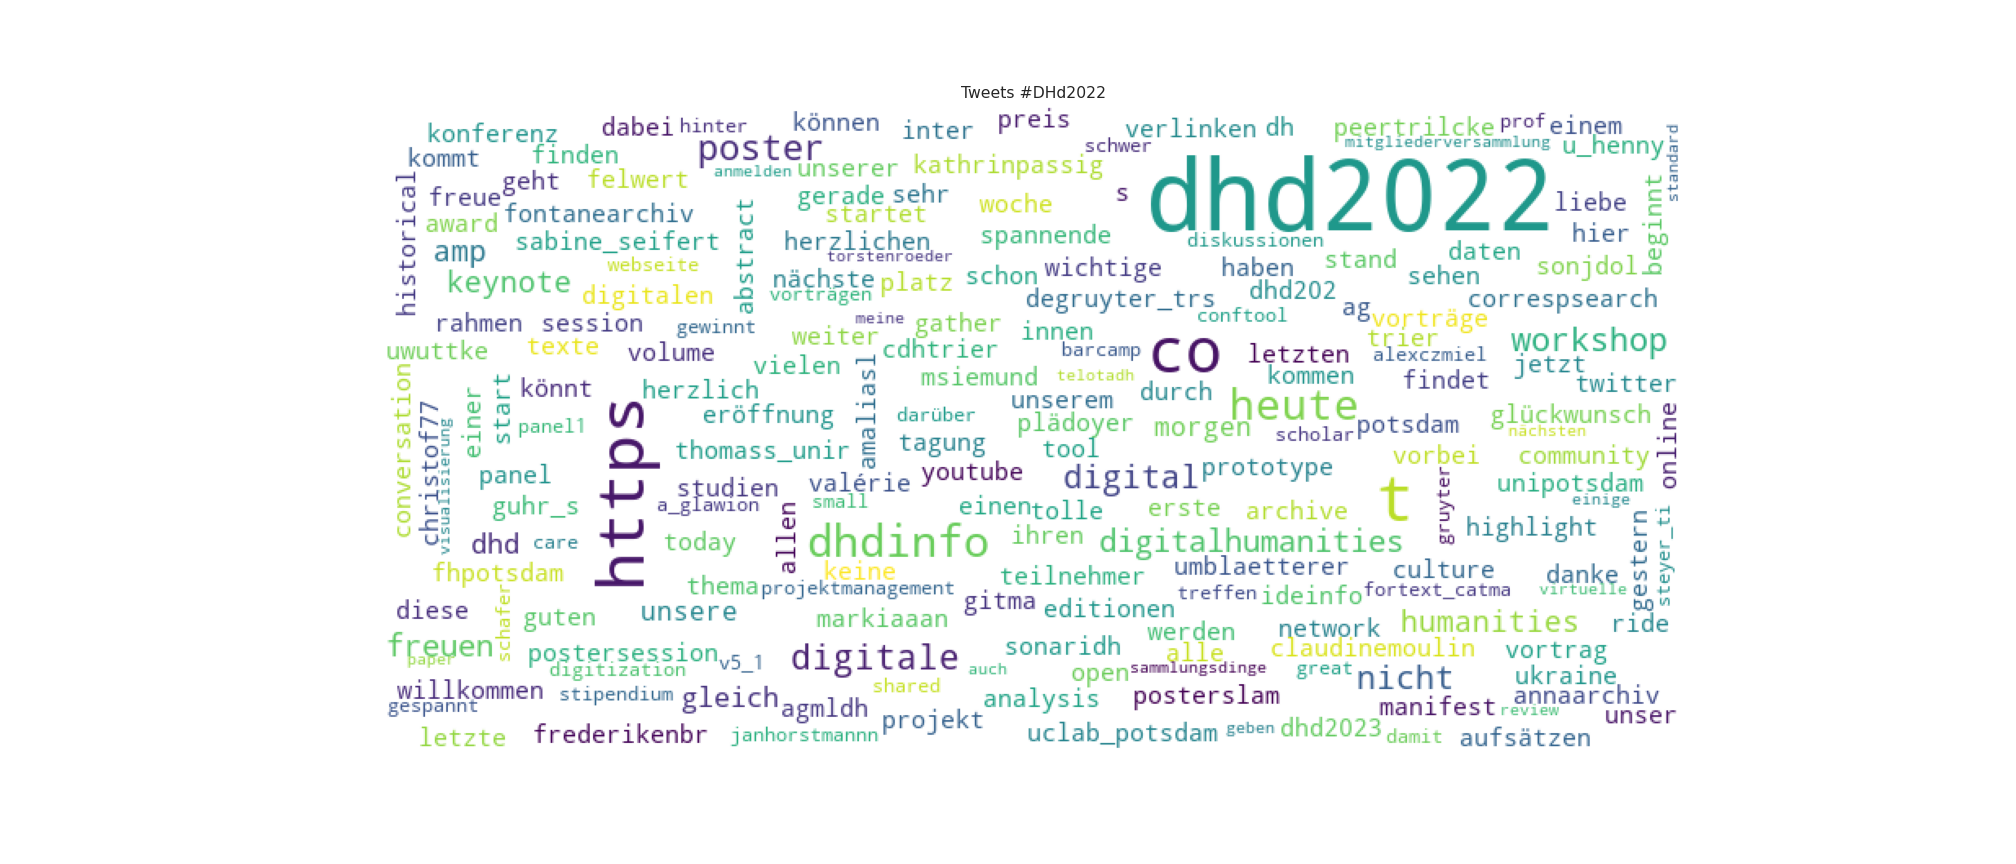 Tweets #DHd2022
konferenz dabei hinter können inter preis verlinken dh peertrilcke prof einem
kommt finden poster schwer mitgliederversammlung u_henny standard
historical freue geht felwert anmelden unserer kathrinpassig dhd2022
award fontanearchiv gerade sehr startet woche s liebe beginnt
amp sabine_seifert abstract herzlichen spannende diskussionen hier
webseite torstenroeder wichtige haben stand daten sehen sonjdol
keynote digitalen nächste vorträgen platz schon degruyter_trs dhd202 correspsearch
rahmen session gewinnt meine gather innen conftool ag vorträge
uwuttke texte volume weiter cdhtrier barcamp co letzten trier alexczmiel workshop
vielen amaliiasl msiemund telotadh kommen findet jetzt twitter
conversation start könnt herzlich unserem durch heute
christof77 visualisierung einer panel1 eröffnung darüber plädoyer morgen scholar potsdam glückwunsch nächsten online
https thomass_unir tagung tool vorbei community
panel studien valérie youtube digital prototype t unipotsdam
guhr_s a_glawion allen small einen tolle erste archive gruyter einige
dhd care today dhdinfo ihren digitalhumanities highlight gestern steyer_ti
fhpotsdam thema keine projektmanagement teilnehmer umblaetterer culture danke
diese schafer guten unsere markiaaan gitma editionen treffen ideinfo fortext_catma virtuelle
freuen sonaridh werden network humanities ride
paper postersession digitization v5_1 digitale auch alle claudinemoulin vortrag
willkommen stipendium gleich shared open sammlungsdinge great nicht ukraine
gespannt agmldh analysis posterslam manifest review annaarchiv unser
letzte frederikenbr janhorstmannn projekt uclab_potsdam geben dhd2023 damit aufsätzen